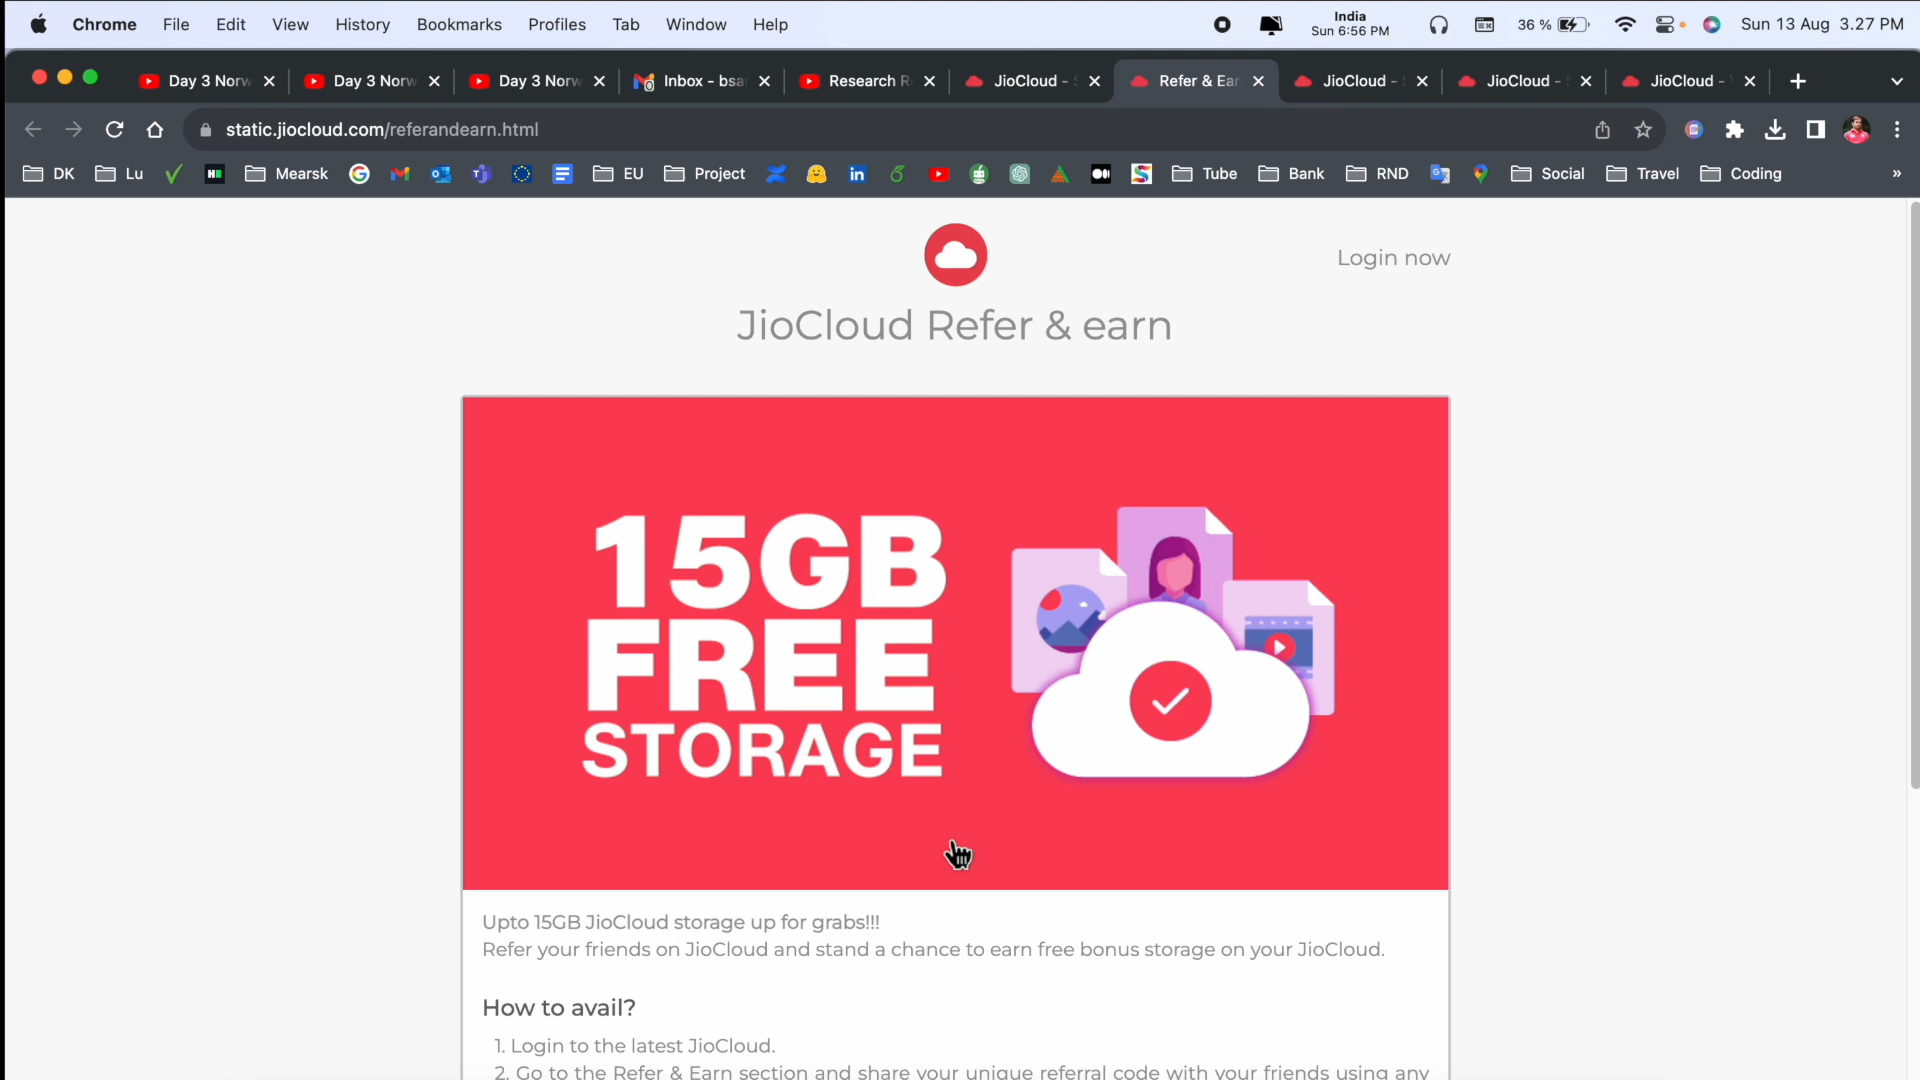 Chrome File Edit View History Bookmarks Profiles Tab Window Help
India
Sun 6:56 PM
36 %
Sun 13 Aug 3.27 PM
Day 3 Norw
Day 3 Norw
Day 3 Norw
Inbox - bsar
Research R
JioCloud - S
Refer & Ear
JioCloud - S
JioCloud - S
JioCloud -
static.jiocloud.com/referandearn.html
DK Lu Mearsk EU Project Tube Bank RND Social Travel Coding
Login now
JioCloud Refer & earn
15GB
FREE
STORAGE
Upto 15GB JioCloud storage up for grabs!!!
Refer your friends on JioCloud and stand a chance to earn free bonus storage on your JioCloud.
How to avail?
1. Login to the latest JioCloud.
2. Go to the Refer & Earn section and share your unique referral code with your friends using any